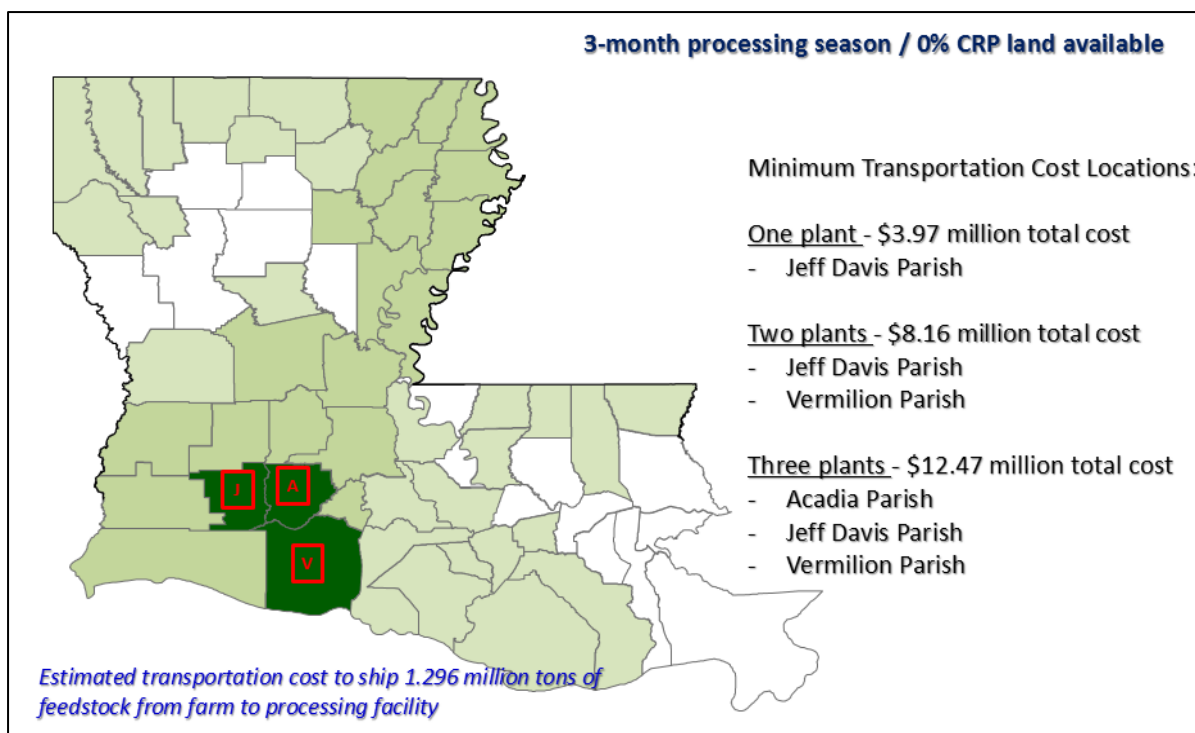 3-month processing season / 0% CRP land available
Minimum Transportation Cost Locations:
One plant - $3.97 million total cost
- Jeff Davis Parish
Two plants - $8.16 million total cost
- Jeff Davis Parish
- Vermilion Parish
Three plants - $12.47 million total cost
- Acadia Parish
- Jeff Davis Parish
- Vermilion Parish
J
A
V
Estimated transportation cost to ship 1.296 million tons of
feedstock from farm to processing facility